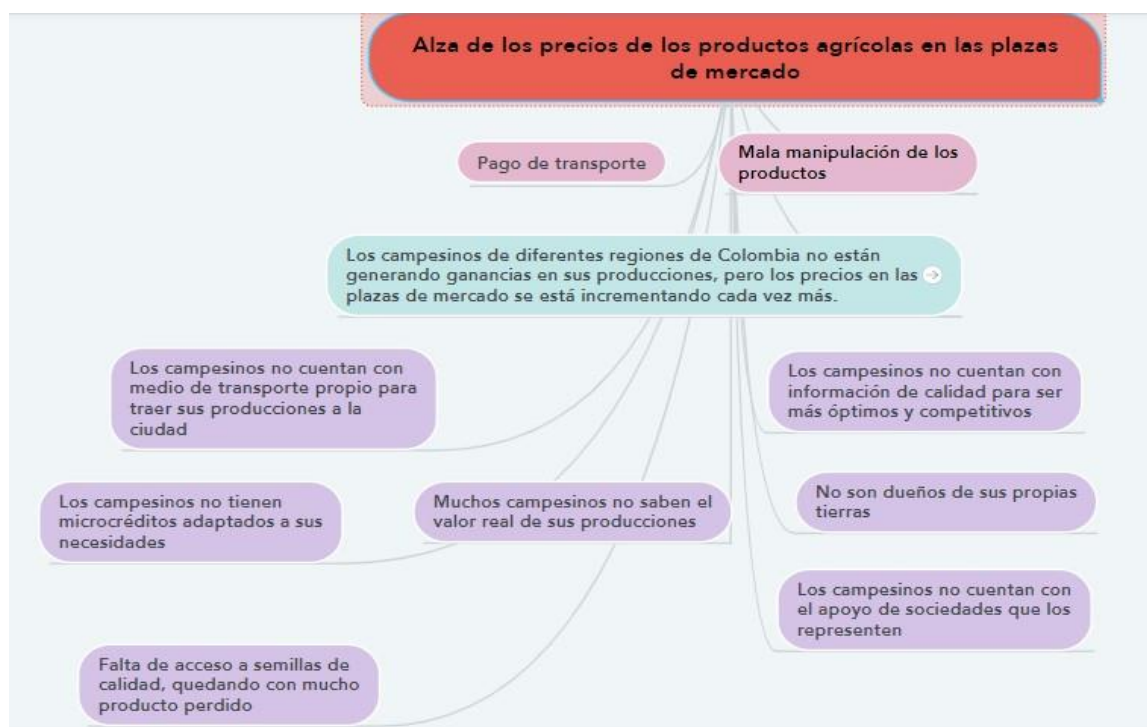 Alza de los precios de los productos agrícolas en las plazas
de mercado
Pago de transporte
Mala manipulación de los
productos
Los campesinos de diferentes regiones de Colombia no están
generando ganancias en sus producciones, pero los precios en las
plazas de mercado se está incrementando cada vez más.
Los campesinos no cuentan con
medio de transporte propio para
traer sus producciones a la
ciudad
Los campesinos no cuentan con
información de calidad para ser
más óptimos y competitivos
Los campesinos no tienen
microcréditos adaptados a sus
necesidades
Muchos campesinos no saben el
valor real de sus producciones
No son dueños de sus propias
tierras
Los campesinos no cuentan con
el apoyo de sociedades que los
representen
Falta de acceso a semillas de
calidad, quedando con mucho
producto perdido